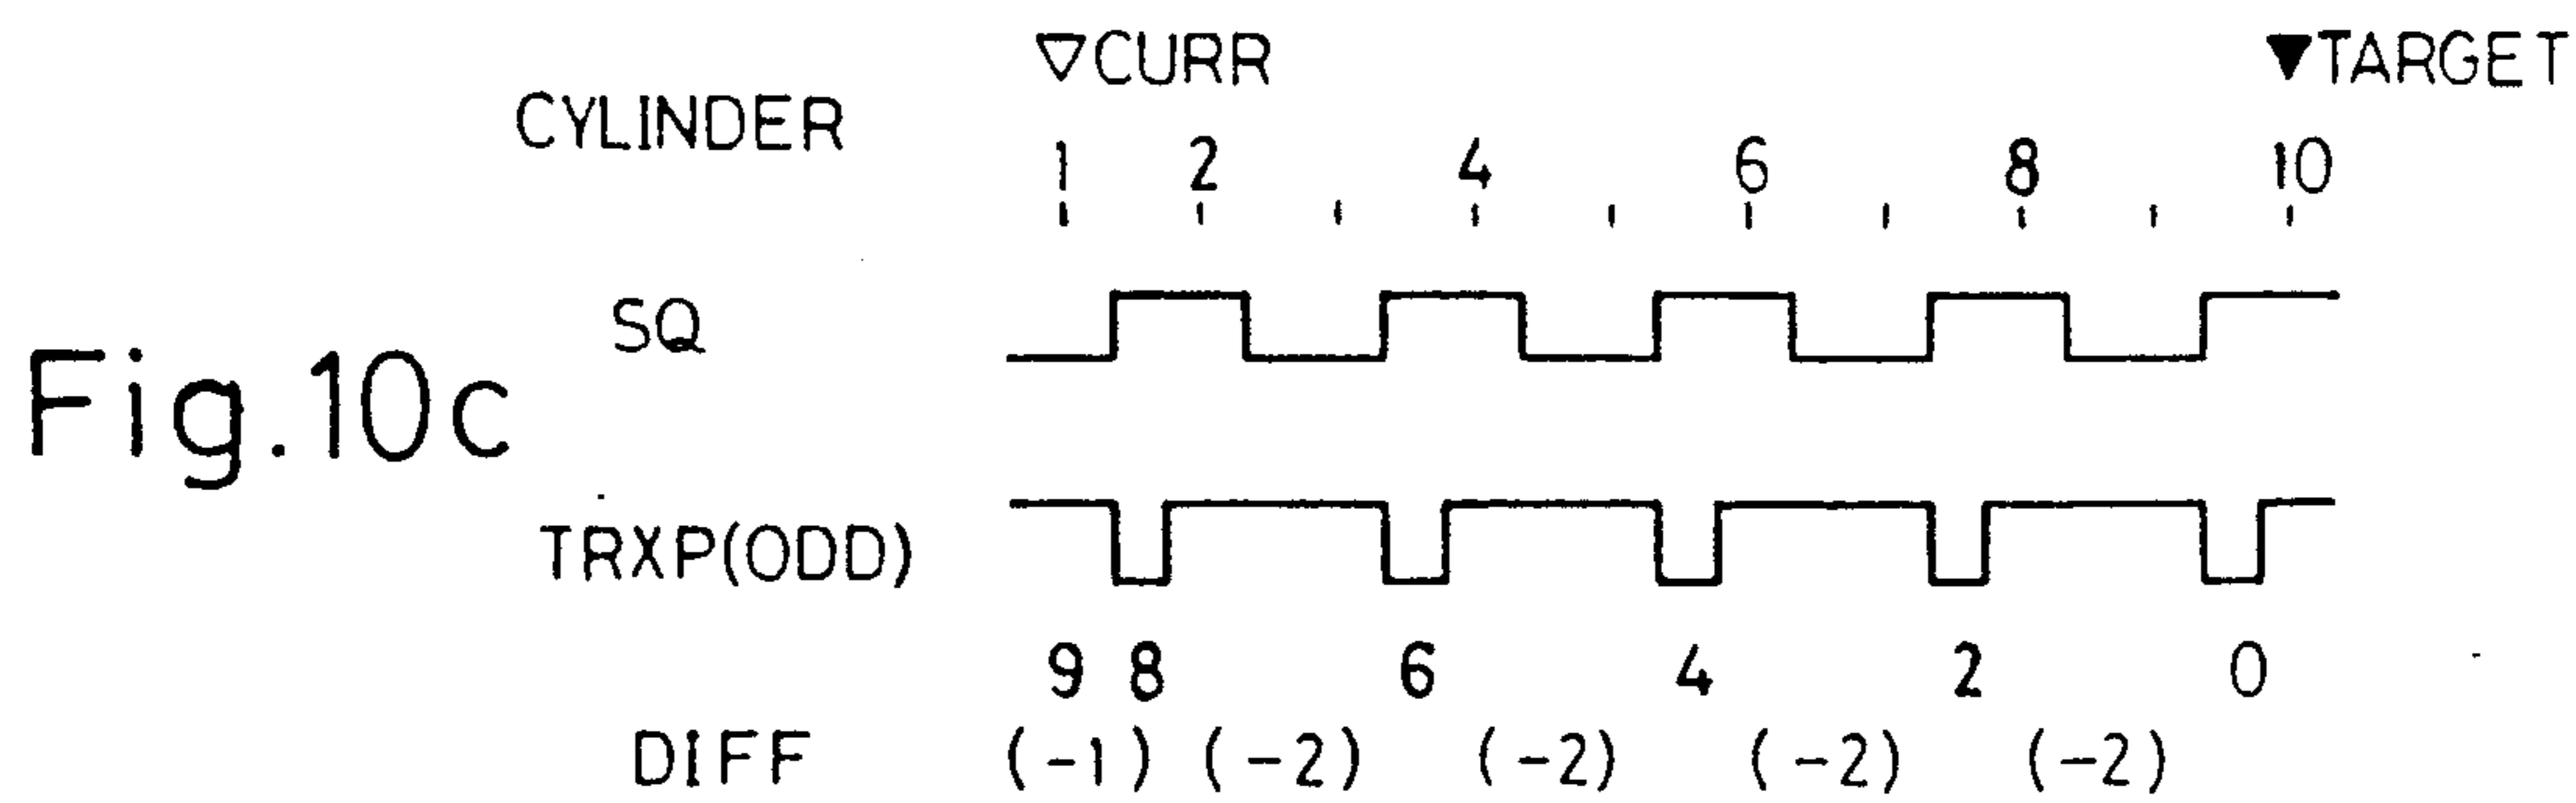 ▽CURR ▼TARGET
CYLINDER 1 2 4 6 8 10
SQ
Fig.10c
TRXP(ODD)
9 8 6 4 2 0
DIFF (-1) (-2) (-2) (-2) (-2)